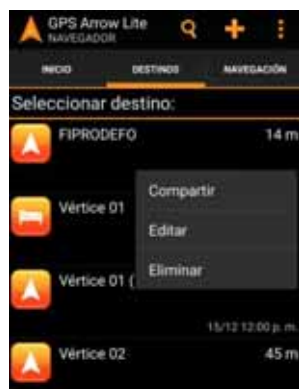 GPS Arrow Lite
NAVEGADOR
INICIO DESTINOS NAVEGACIÓN
Seleccionar destino:
FIPRODEFO 14 m
Compartir
Vértice 01
Editar
Eliminar
Vértice 01 (
15/12 12:00 p. m.
Vértice 02 45 m